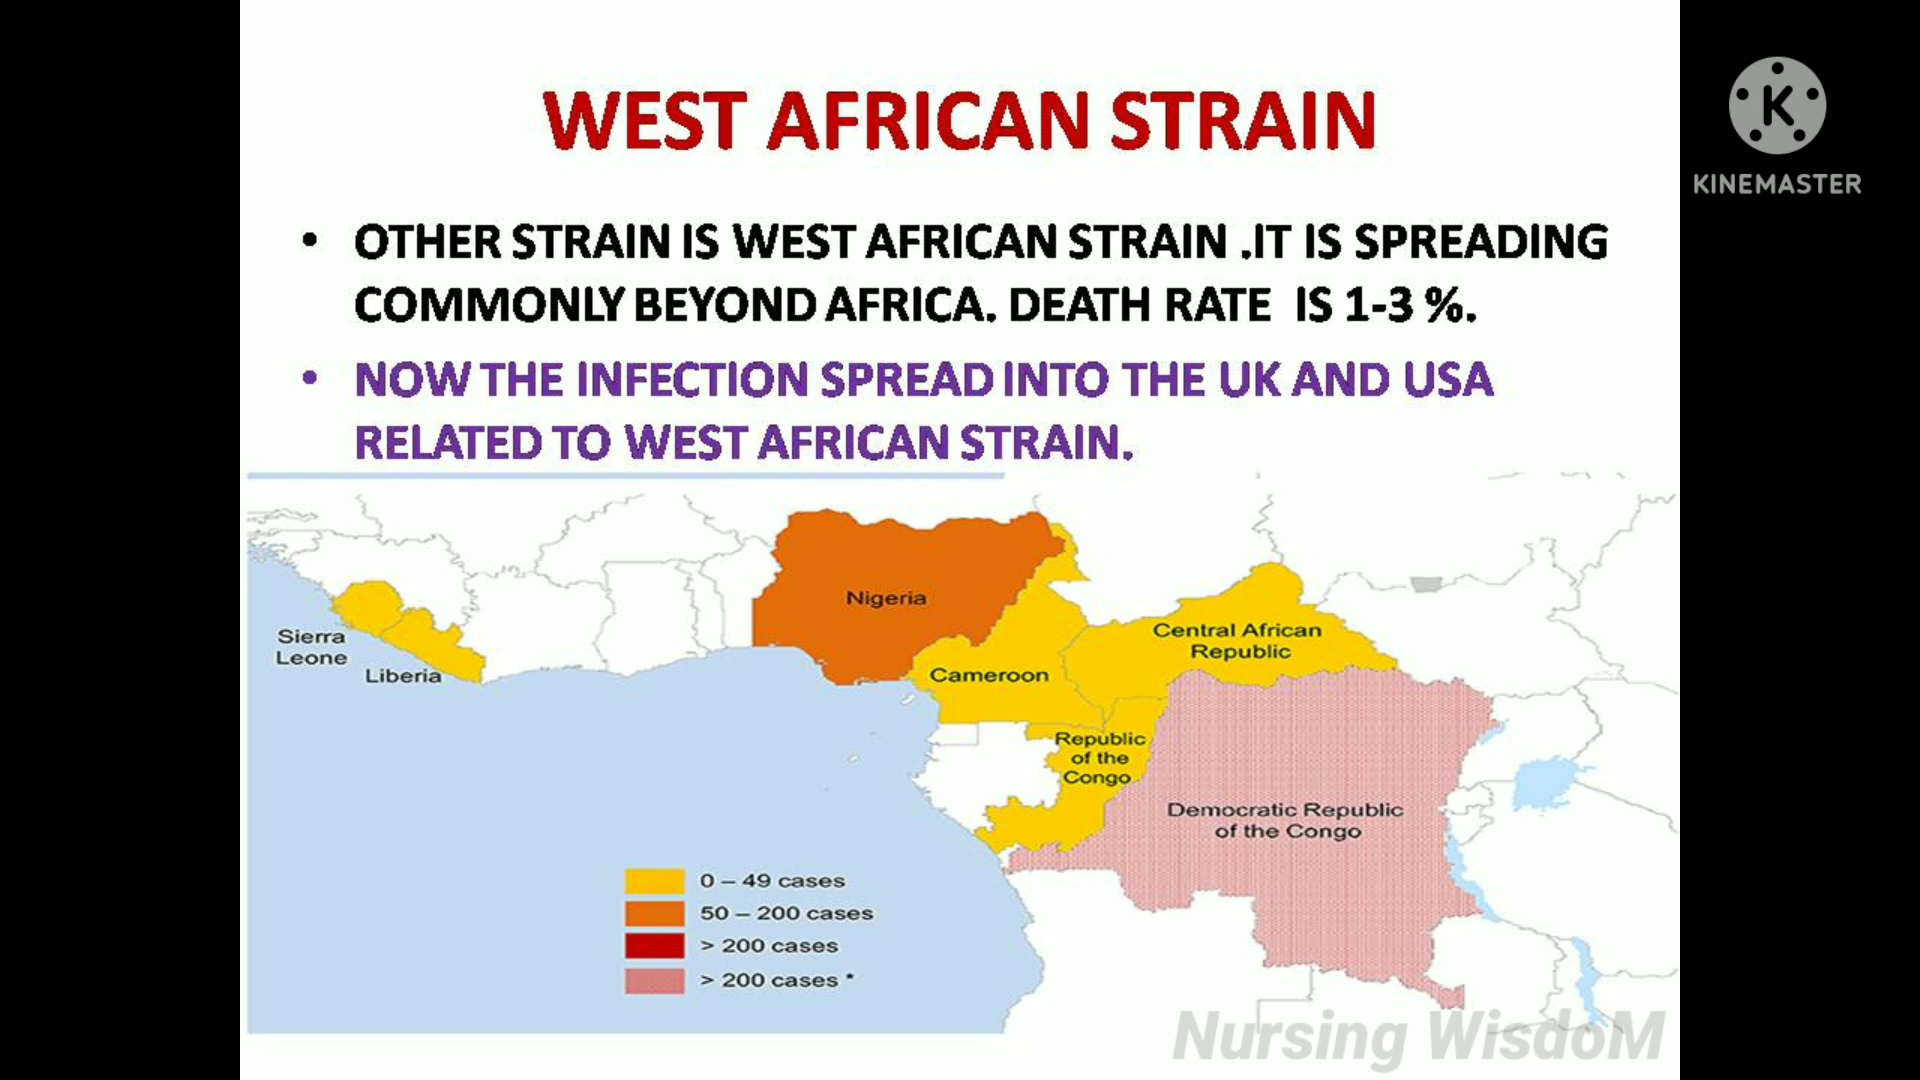 WEST AFRICAN STRAIN
• OTHER STRAIN IS WEST AFRICAN STRAIN .IT IS SPREADING
COMMONLY BEYOND AFRICA. DEATH RATE IS 1-3 %.
• NOW THE INFECTION SPREAD INTO THE UK AND USA
RELATED TO WEST AFRICAN STRAIN.
K
KINEMASTER
Nigeria
Sierra
Leone
Liberia
Cameroon
Central African
Republic
Republic
of the
Congo
Democratic Republic
of the Congo
0 – 49 cases
50 – 200 cases
> 200 cases
> 200 cases *
Nursing WisdoM